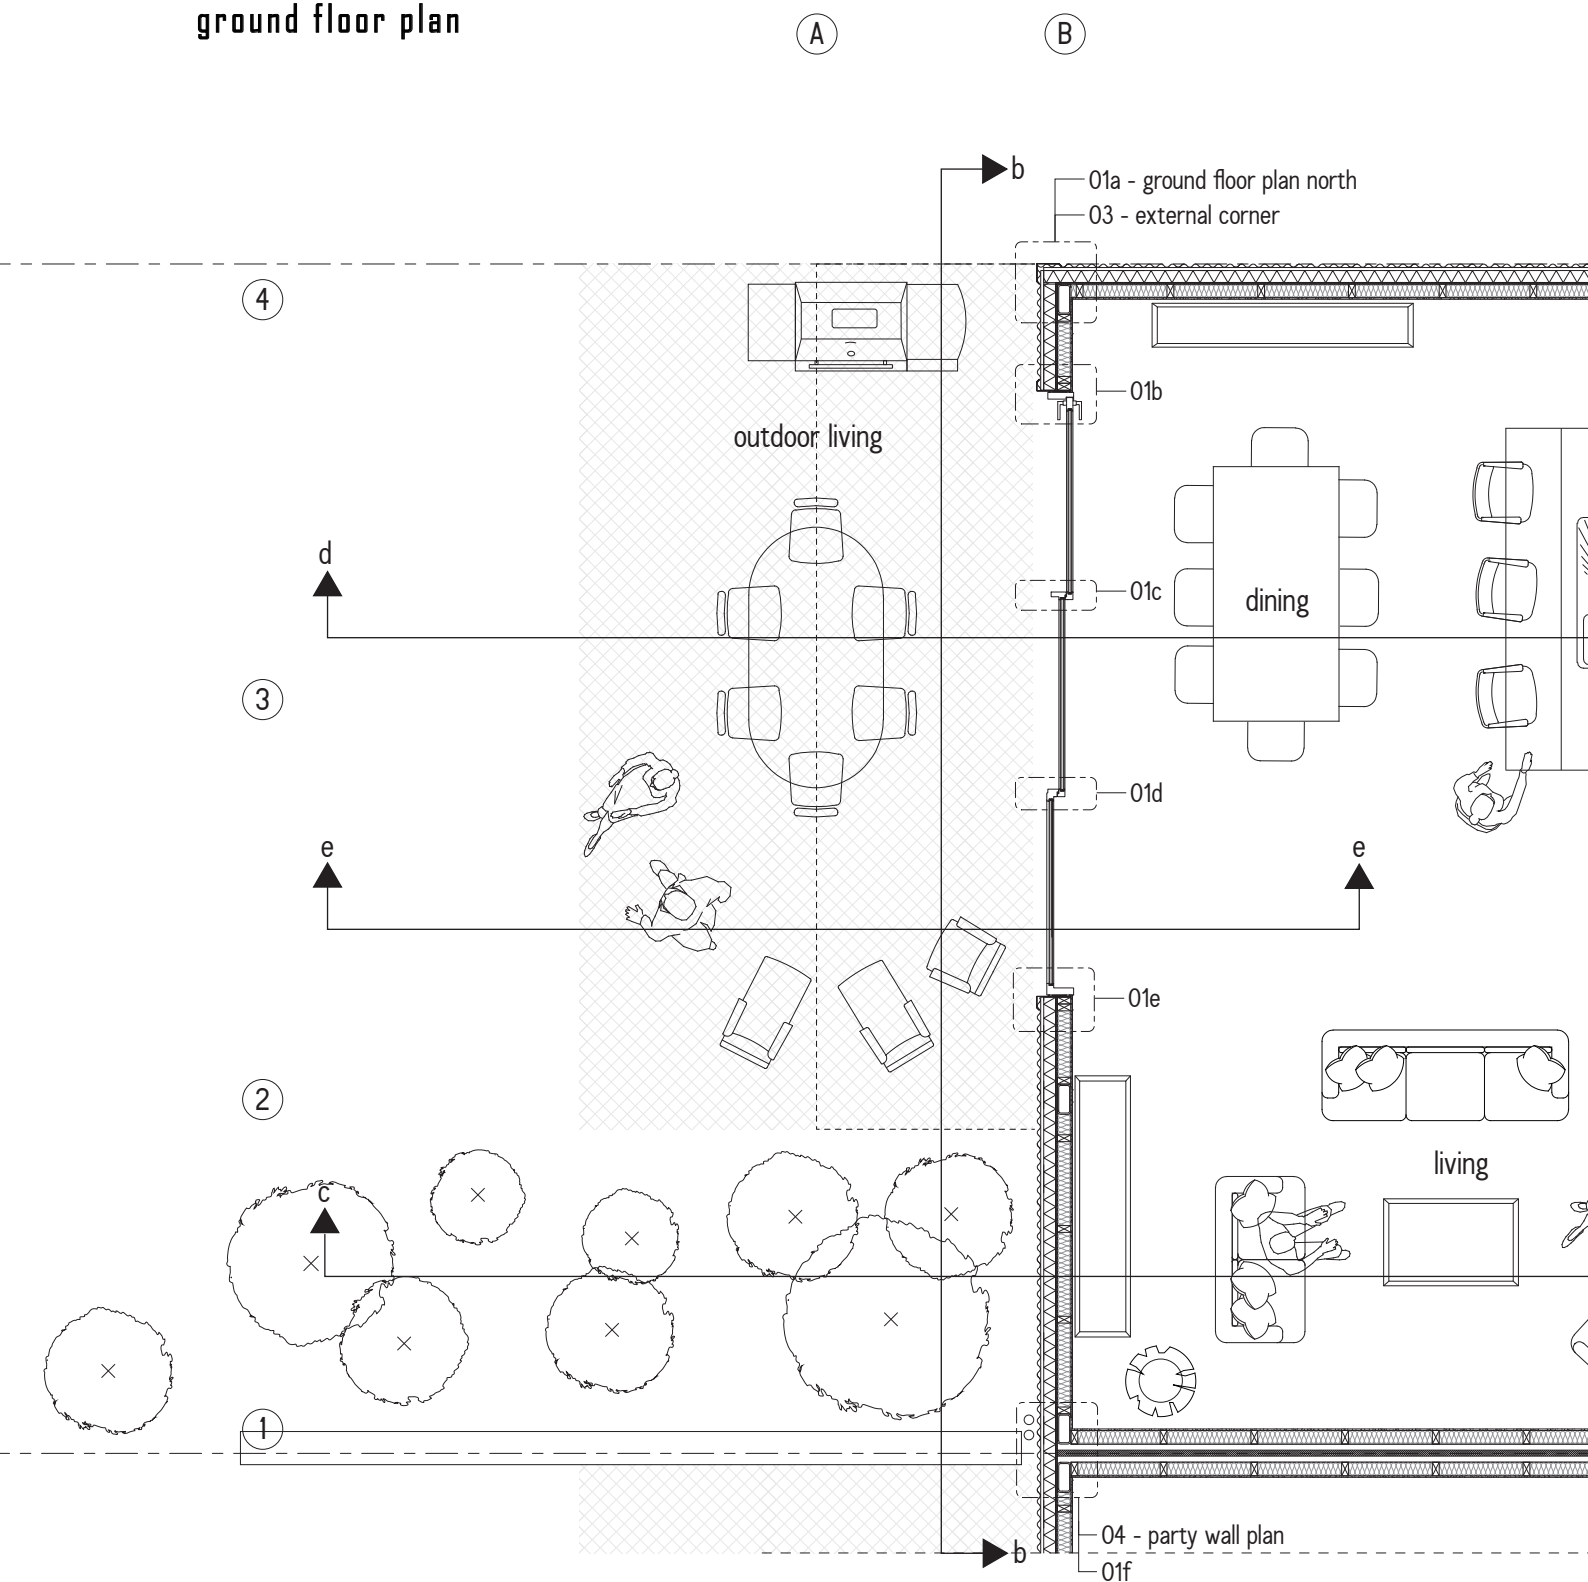 ground floor plan
A
B
b
01a - ground floor plan north
03 - external corner
4
01b
outdoor living
d
01c
dining
3
01d
e
e
01e
2
living
c
1
04 - party wall plan
b
01f